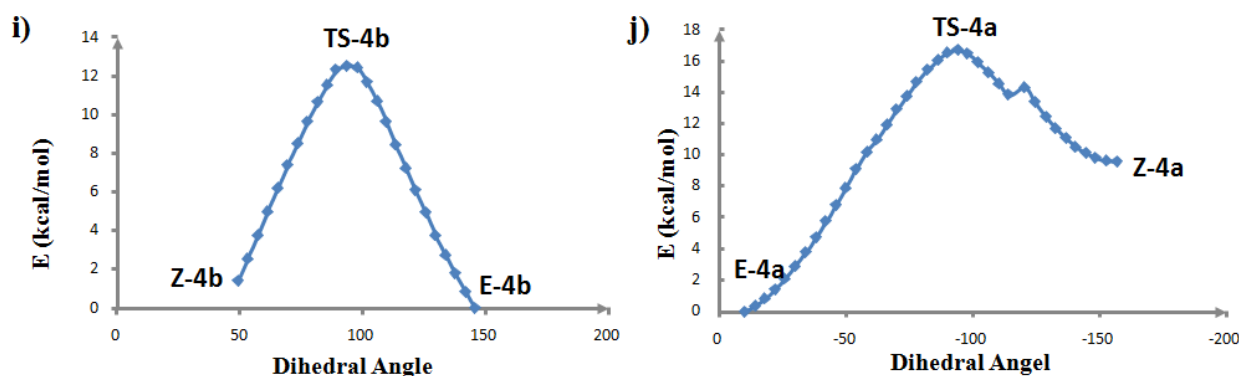 i)
E (kcal/mol)
14
12
10
8
6
4
2
0
0
50
100
150
200
TS-4b
Z-4b
E-4b
Dihedral Angle
j)
E (kcal/mol)
18
16
14
12
10
8
6
4
2
0
0
-50
-100
-150
-200
TS-4a
E-4a
Z-4a
Dihedral Angel